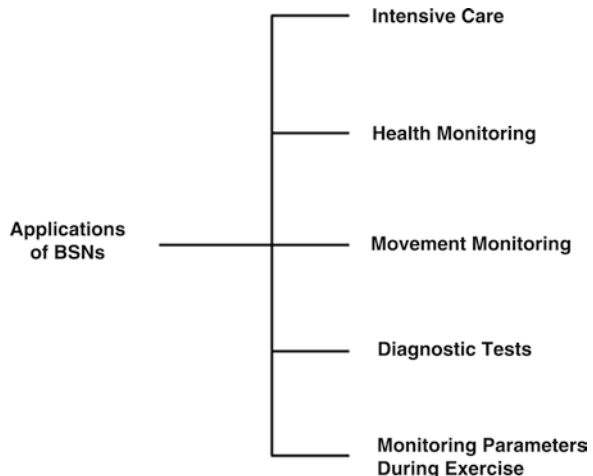 Intensive Care
Health Monitoring
Applications
of BSNs
Movement Monitoring
Diagnostic Tests
Monitoring Parameters
During Exercise